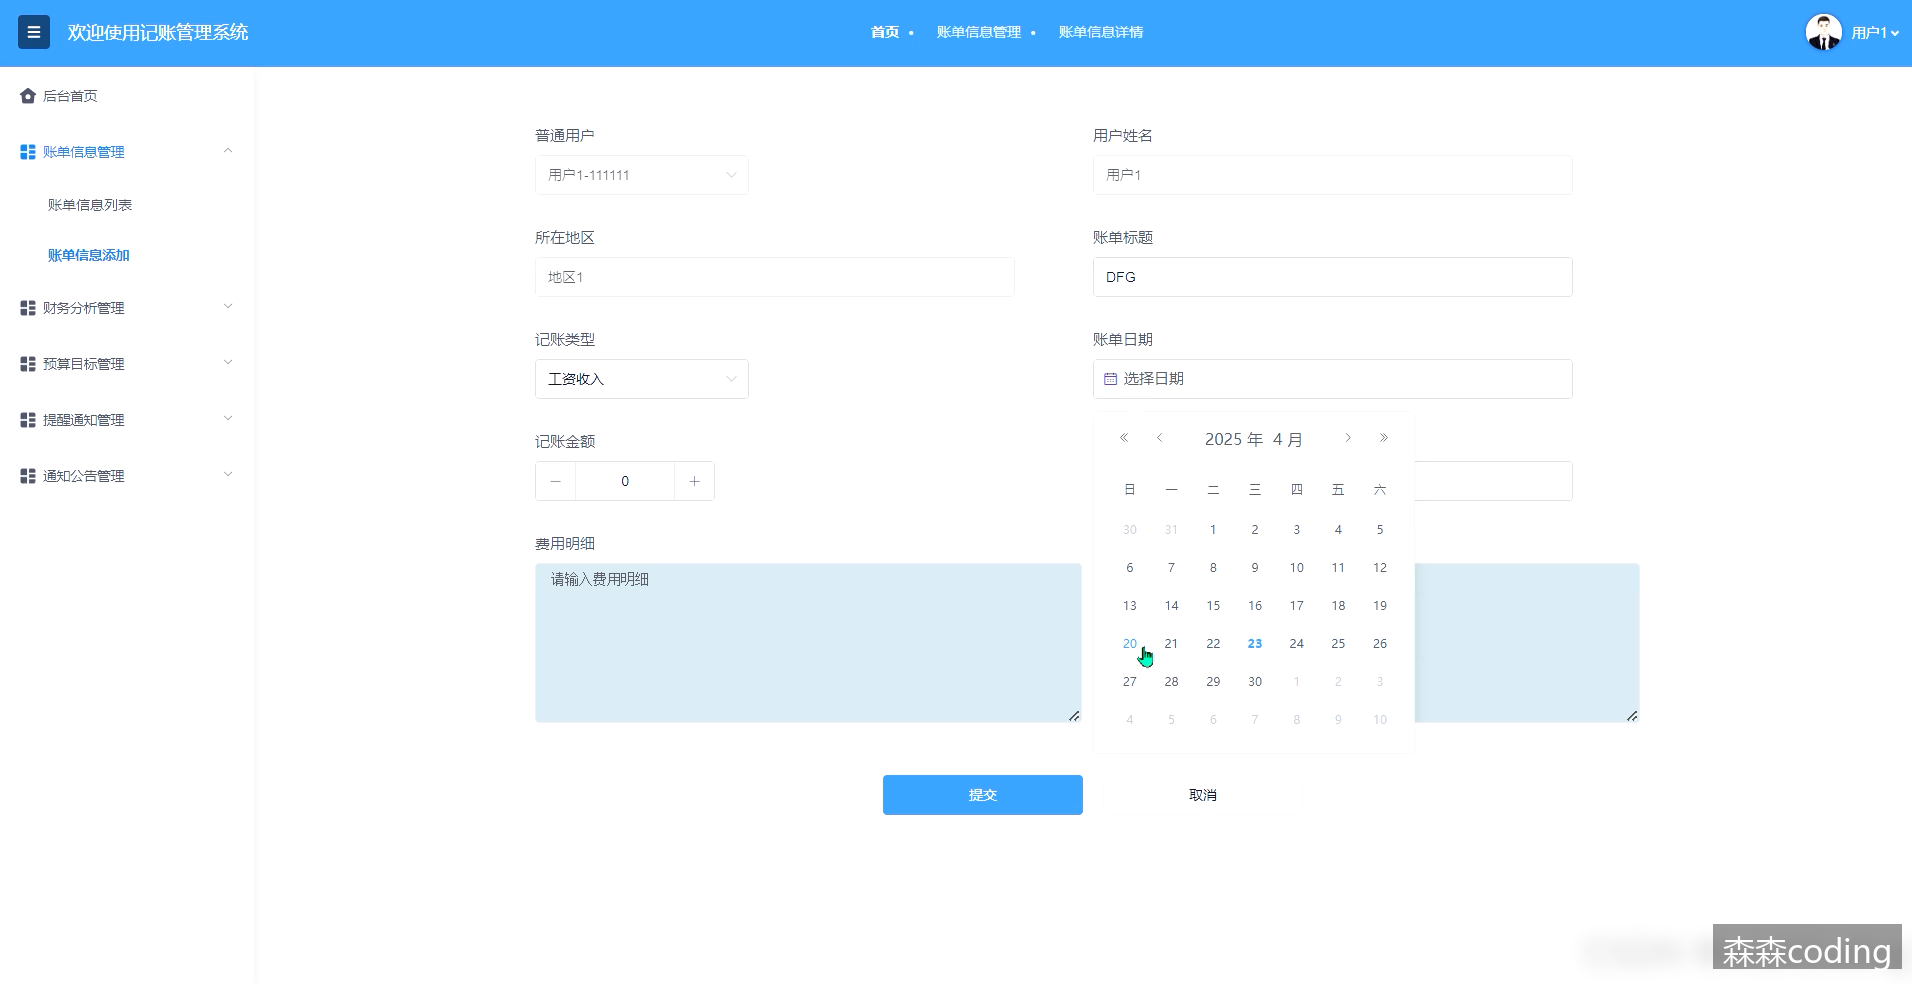 欢迎使用记账管理系统
首页 • 账单信息管理 • 账单信息详情
用户1
后台首页
账单信息管理
账单信息列表
账单信息添加
财务分析管理
预算目标管理
提醒通知管理
通知公告管理
普通用户
用户1-111111
用户姓名
用户1
所在地区
地区1
账单标题
DFG
记账类型
工资收入
账单日期
选择日期
记账金额
0
2025 年 4 月
日 一 二 三 四 五 六
30 31 1 2 3 4 5
6 7 8 9 10 11 12
13 14 15 16 17 18 19
20 21 22 23 24 25 26
27 28 29 30 1 2 3
4 5 6 7 8 9 10
费用明细
请输入费用明细
提交
取消
森森coding